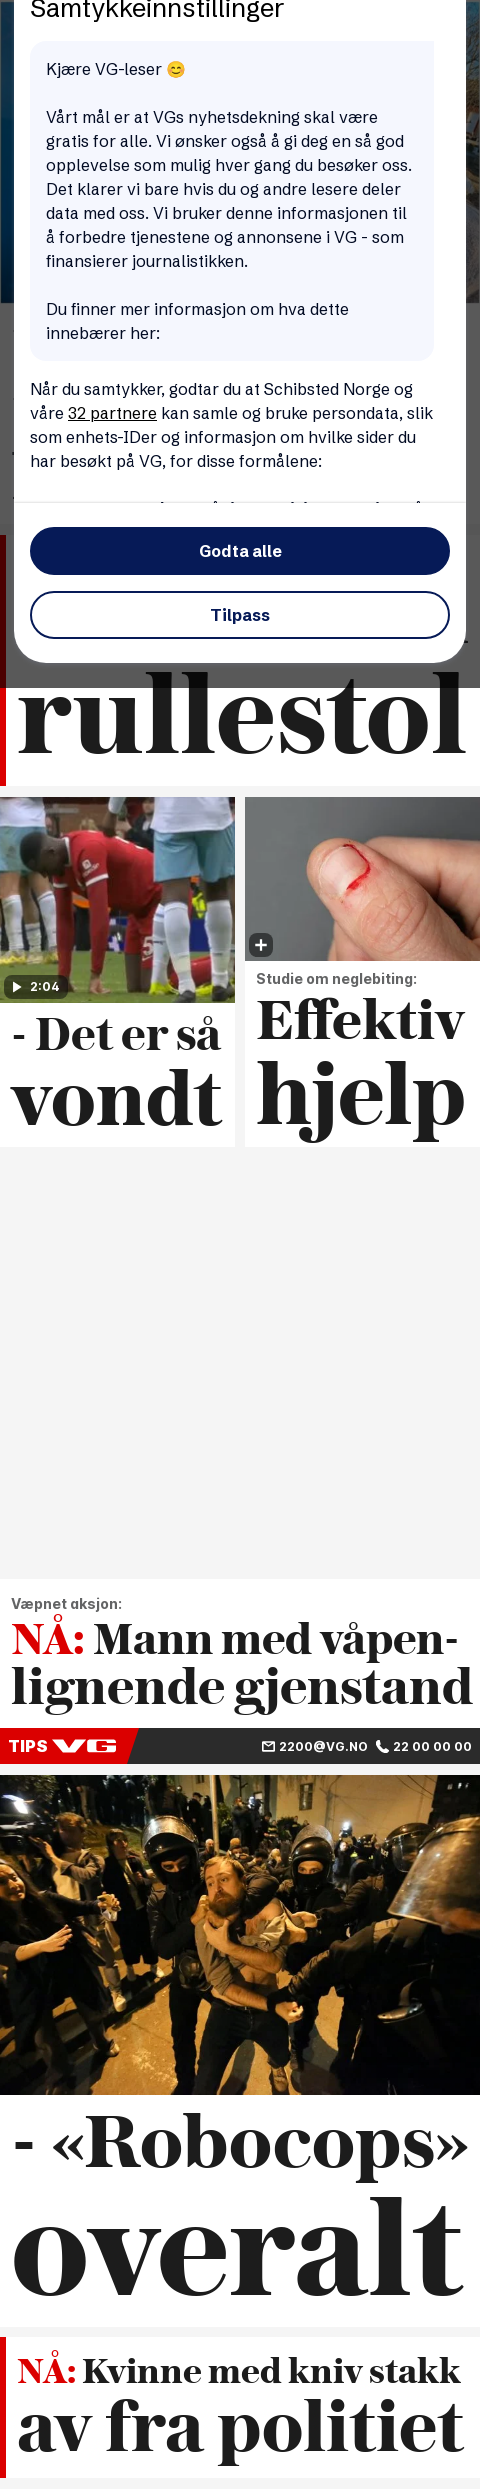 Samtykkeinnstillinger
Kjære VG-leser 😊
Vårt mål er at VGs nyhetsdekning skal være
gratis for alle. Vi ønsker også å gi deg en så god
opplevelse som mulig hver gang du besøker oss.
Det klarer vi bare hvis du og andre lesere deler
data med oss. Vi bruker denne informasjonen til
å forbedre tjenestene og annonsene i VG - som
finansierer journalistikken.
Du finner mer informasjon om hva dette
innebærer her:
Når du samtykker, godtar du at Schibsted Norge og
våre 32 partnere kan samle og bruke persondata, slik
som enhets-IDer og informasjon om hvilke sider du
har besøkt på VG, for disse formålene:
Godta alle
Tilpass
rullestol
2:04
- Det er så
vondt
Studie om neglebiting:
Effektiv
hjelp
Væpnet aksjon:
NÅ: Mann med våpen-
lignende gjenstand
TIPS VG 2200@VG.NO 22 00 00 00
- «Robocops»
overalt
NÅ: Kvinne med kniv stakk
av fra politiet